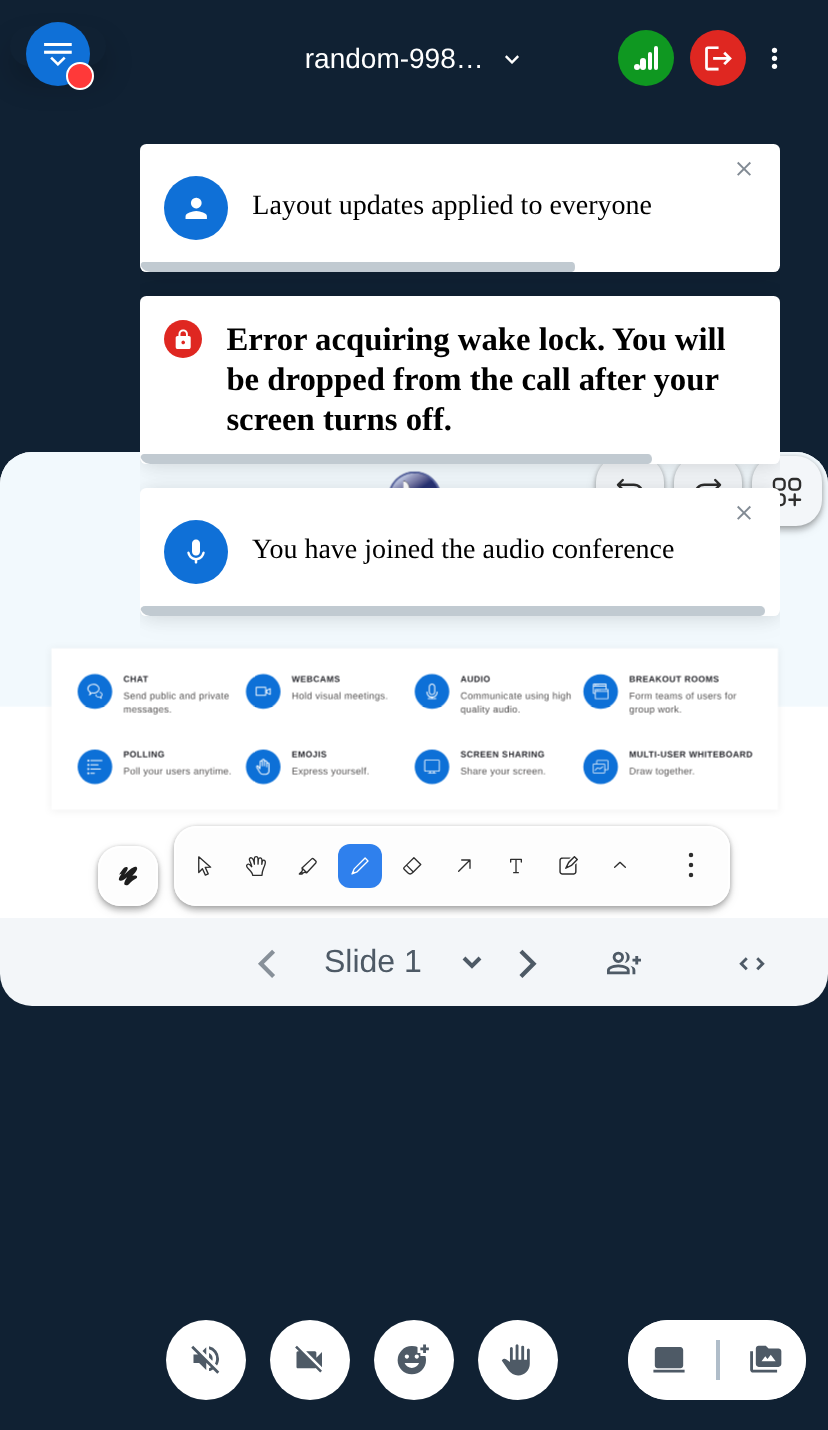 random-998…
Layout updates applied to everyone
Error acquiring wake lock. You will
be dropped from the call after your
screen turns off.
You have joined the audio conference
CHAT
Send public and private
messages.
WEBCAMS
Hold visual meetings.
AUDIO
Communicate using high
quality audio.
BREAKOUT ROOMS
Form teams of users for
group work.
POLLING
Poll your users anytime.
EMOJIS
Express yourself.
SCREEN SHARING
Share your screen.
MULTI-USER WHITEBOARD
Draw together.
T
Slide 1